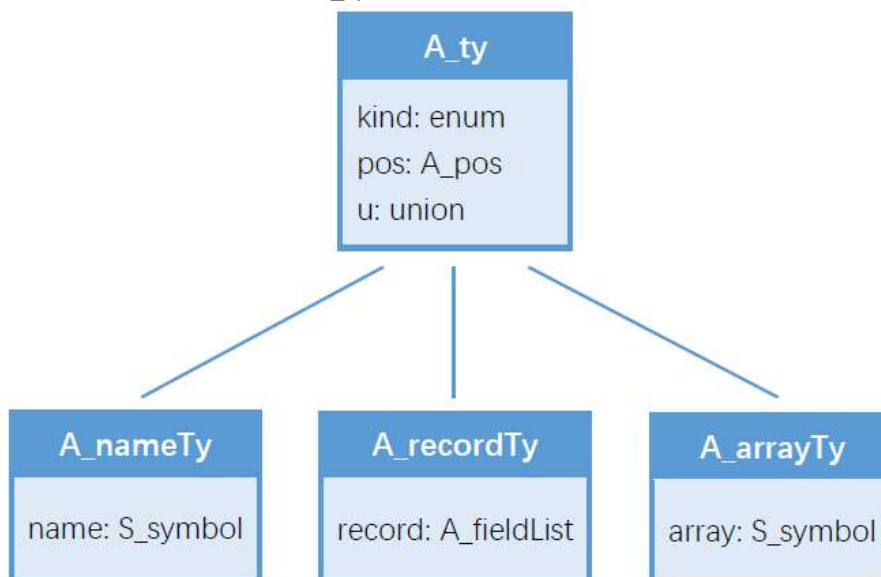 A_ty
kind: enum
pos: A_pos
u: union
A_nameTy
A_recordTy
A_arrayTy
name: S_symbol
record: A_fieldList
array: S_symbol